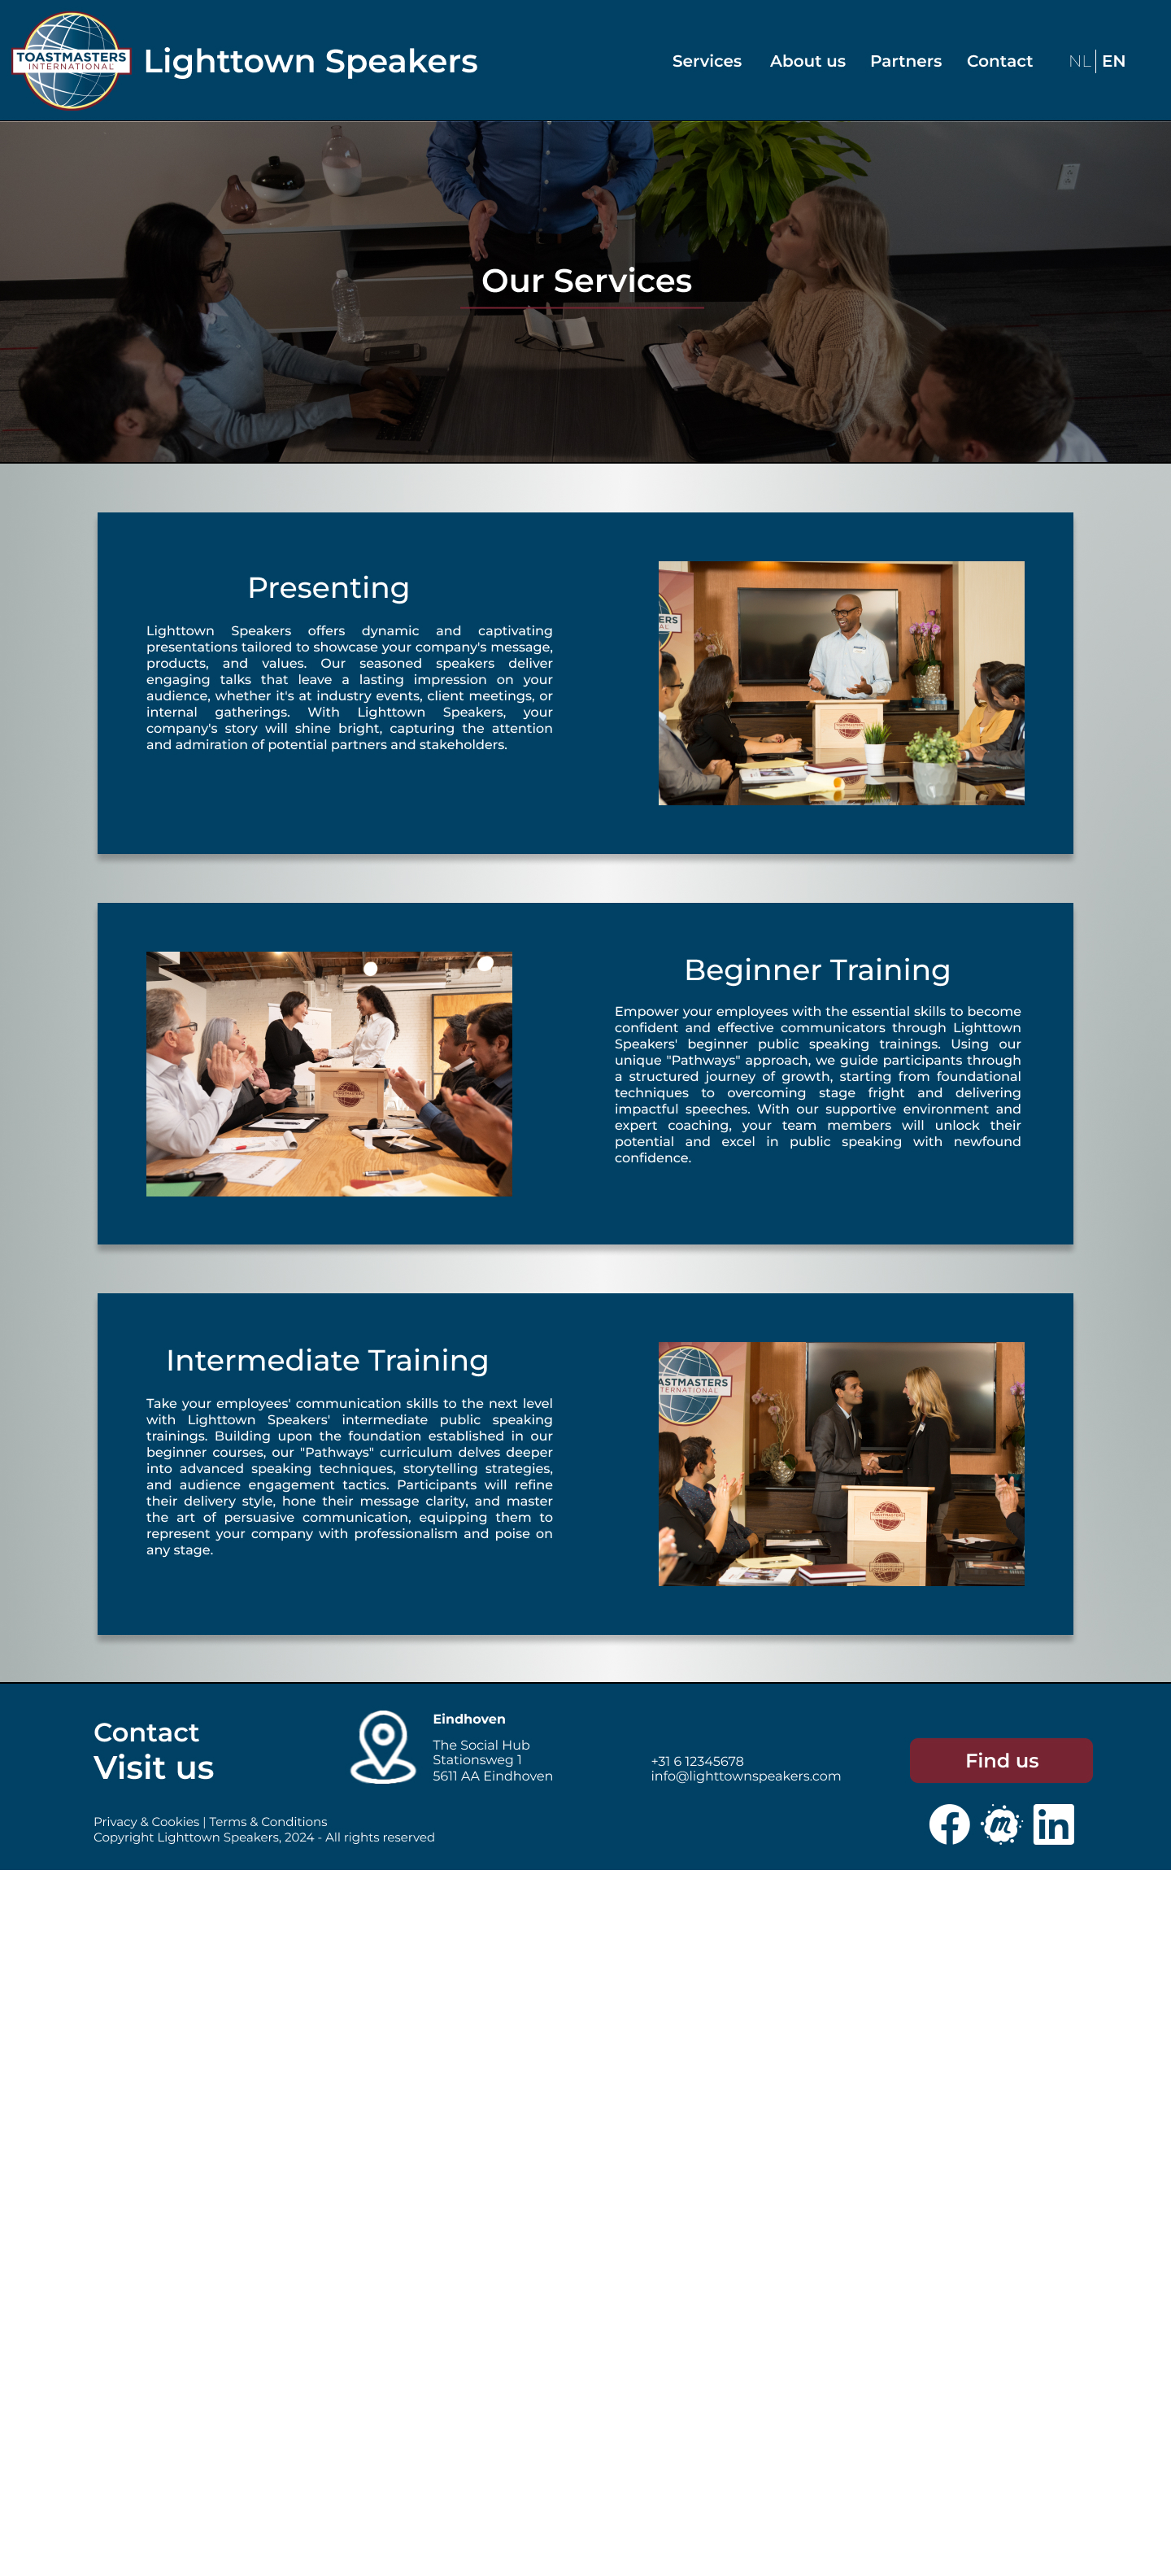 TOASTMASTERS
INTERNATIONAL
Lighttown Speakers
Services About us Partners Contact NL EN
Our Services
Presenting
Lighttown Speakers offers dynamic and captivating
presentations tailored to showcase your company's message,
products, and values. Our seasoned speakers deliver
engaging talks that leave a lasting impression on your
audience, whether it's at industry events, client meetings, or
internal gatherings. With Lighttown Speakers, your
company's story will shine bright, capturing the attention
and admiration of potential partners and stakeholders.
ERS
Beginner Training
Empower your employees with the essential skills to become
confident and effective communicators through Lighttown
Speakers' beginner public speaking trainings. Using our
unique "Pathways" approach, we guide participants through
a structured journey of growth, starting from foundational
techniques to overcoming stage fright and delivering
impactful speeches. With our supportive environment and
expert coaching, your team members will unlock their
potential and excel in public speaking with newfound
confidence.
Intermediate Training
Take your employees' communication skills to the next level
with Lighttown Speakers' intermediate public speaking
trainings. Building upon the foundation established in our
beginner courses, our "Pathways" curriculum delves deeper
into advanced speaking techniques, storytelling strategies,
and audience engagement tactics. Participants will refine
their delivery style, hone their message clarity, and master
the art of persuasive communication, equipping them to
represent your company with professionalism and poise on
any stage.
OASTMASTERS
NTERNATIONAL
TOASTMASTERS
Contact
Visit us
Eindhoven
The Social Hub
Stationsweg 1
5611 AA Eindhoven
+31 6 12345678
info@lighttownspeakers.com
Find us
Privacy & Cookies | Terms & Conditions
Copyright Lighttown Speakers, 2024 - All rights reserved